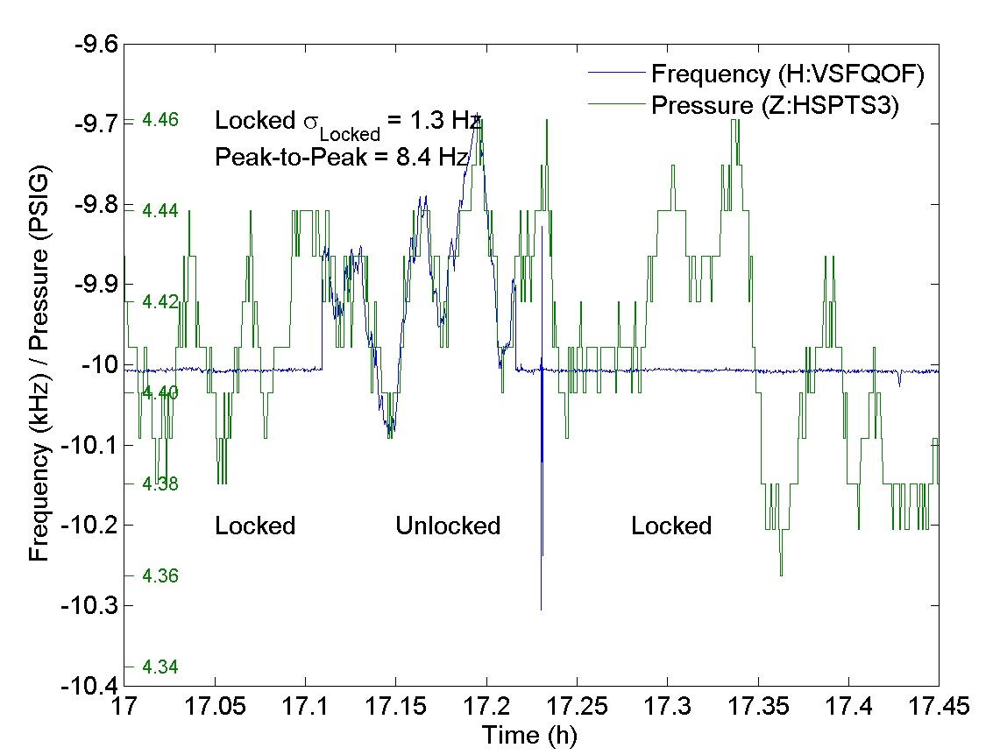 -9.6
-9.7
-9.8
-9.9
-10
-10.1
-10.2
-10.3
-10.4
Frequency (kHz) / Pressure (PSIG)
4.46
4.44
4.42
4.40
4.38
4.36
4.34
Frequency (H:VSFQOF)
Pressure (Z:HSPTS3)
Locked σLocked = 1.3 Hz
Peak-to-Peak = 8.4 Hz
Locked Unlocked Locked
17 17.05 17.1 17.15 17.2 17.25 17.3 17.35 17.4 17.45
Time (h)